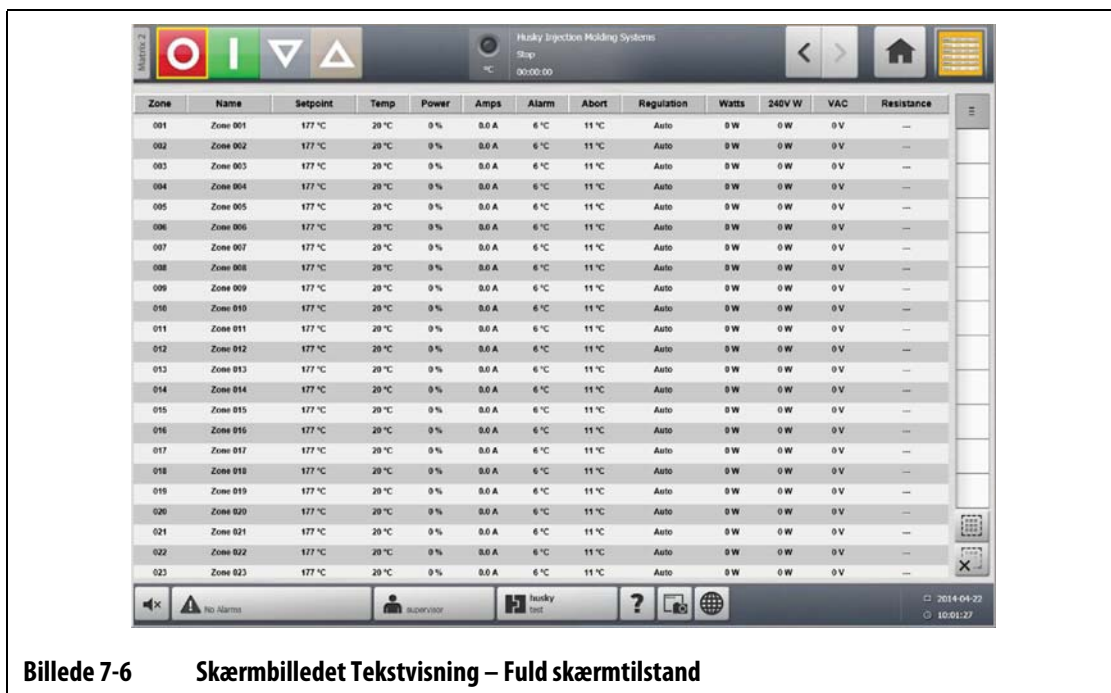 Matrix 2
Husky Injection Molding Systems
Stop
°C
00:00:00
Zone Name Setpoint Temp Power Amps Alarm Abort Regulation Watts 240V W VAC Resistance
001 Zone 001 177 °C 20 °C 0 % 0.0 A 6 °C 11 °C Auto 0 W 0 W 0 V ---
002 Zone 002 177 °C 20 °C 0 % 0.0 A 6 °C 11 °C Auto 0 W 0 W 0 V ---
003 Zone 003 177 °C 20 °C 0 % 0.0 A 6 °C 11 °C Auto 0 W 0 W 0 V ---
004 Zone 004 177 °C 20 °C 0 % 0.0 A 6 °C 11 °C Auto 0 W 0 W 0 V ---
005 Zone 005 177 °C 20 °C 0 % 0.0 A 6 °C 11 °C Auto 0 W 0 W 0 V ---
006 Zone 006 177 °C 20 °C 0 % 0.0 A 6 °C 11 °C Auto 0 W 0 W 0 V ---
007 Zone 007 177 °C 20 °C 0 % 0.0 A 6 °C 11 °C Auto 0 W 0 W 0 V ---
008 Zone 008 177 °C 20 °C 0 % 0.0 A 6 °C 11 °C Auto 0 W 0 W 0 V ---
009 Zone 009 177 °C 20 °C 0 % 0.0 A 6 °C 11 °C Auto 0 W 0 W 0 V ---
010 Zone 010 177 °C 20 °C 0 % 0.0 A 6 °C 11 °C Auto 0 W 0 W 0 V ---
011 Zone 011 177 °C 20 °C 0 % 0.0 A 6 °C 11 °C Auto 0 W 0 W 0 V ---
012 Zone 012 177 °C 20 °C 0 % 0.0 A 6 °C 11 °C Auto 0 W 0 W 0 V ---
013 Zone 013 177 °C 20 °C 0 % 0.0 A 6 °C 11 °C Auto 0 W 0 W 0 V ---
014 Zone 014 177 °C 20 °C 0 % 0.0 A 6 °C 11 °C Auto 0 W 0 W 0 V ---
015 Zone 015 177 °C 20 °C 0 % 0.0 A 6 °C 11 °C Auto 0 W 0 W 0 V ---
016 Zone 016 177 °C 20 °C 0 % 0.0 A 6 °C 11 °C Auto 0 W 0 W 0 V ---
017 Zone 017 177 °C 20 °C 0 % 0.0 A 6 °C 11 °C Auto 0 W 0 W 0 V ---
018 Zone 018 177 °C 20 °C 0 % 0.0 A 6 °C 11 °C Auto 0 W 0 W 0 V ---
019 Zone 019 177 °C 20 °C 0 % 0.0 A 6 °C 11 °C Auto 0 W 0 W 0 V ---
020 Zone 020 177 °C 20 °C 0 % 0.0 A 6 °C 11 °C Auto 0 W 0 W 0 V ---
021 Zone 021 177 °C 20 °C 0 % 0.0 A 6 °C 11 °C Auto 0 W 0 W 0 V ---
022 Zone 022 177 °C 20 °C 0 % 0.0 A 6 °C 11 °C Auto 0 W 0 W 0 V ---
023 Zone 023 177 °C 20 °C 0 % 0.0 A 6 °C 11 °C Auto 0 W 0 W 0 V ---
No Alarms
supervisor
husky
test
?
2014-04-22
10:01:27
Billede 7-6 Skærmbilledet Tekstvisning – Fuld skærmtilstand